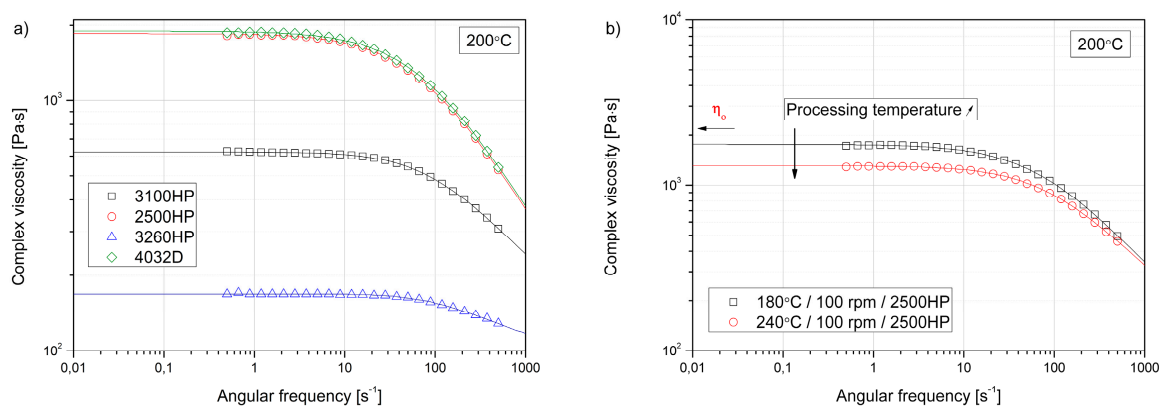 a)
200°C
Complex viscosity [Pa·s]
10³
10²
3100HP
2500HP
3260HP
4032D
0,01
0,1
1
10
100
1000
Angular frequency [s⁻¹]
b)
200°C
Complex viscosity [Pa·s]
10⁴
10³
10²
ηₒ
Processing temperature ↗
180°C / 100 rpm / 2500HP
240°C / 100 rpm / 2500HP
0,01
0,1
1
10
100
1000
Angular frequency [s⁻¹]